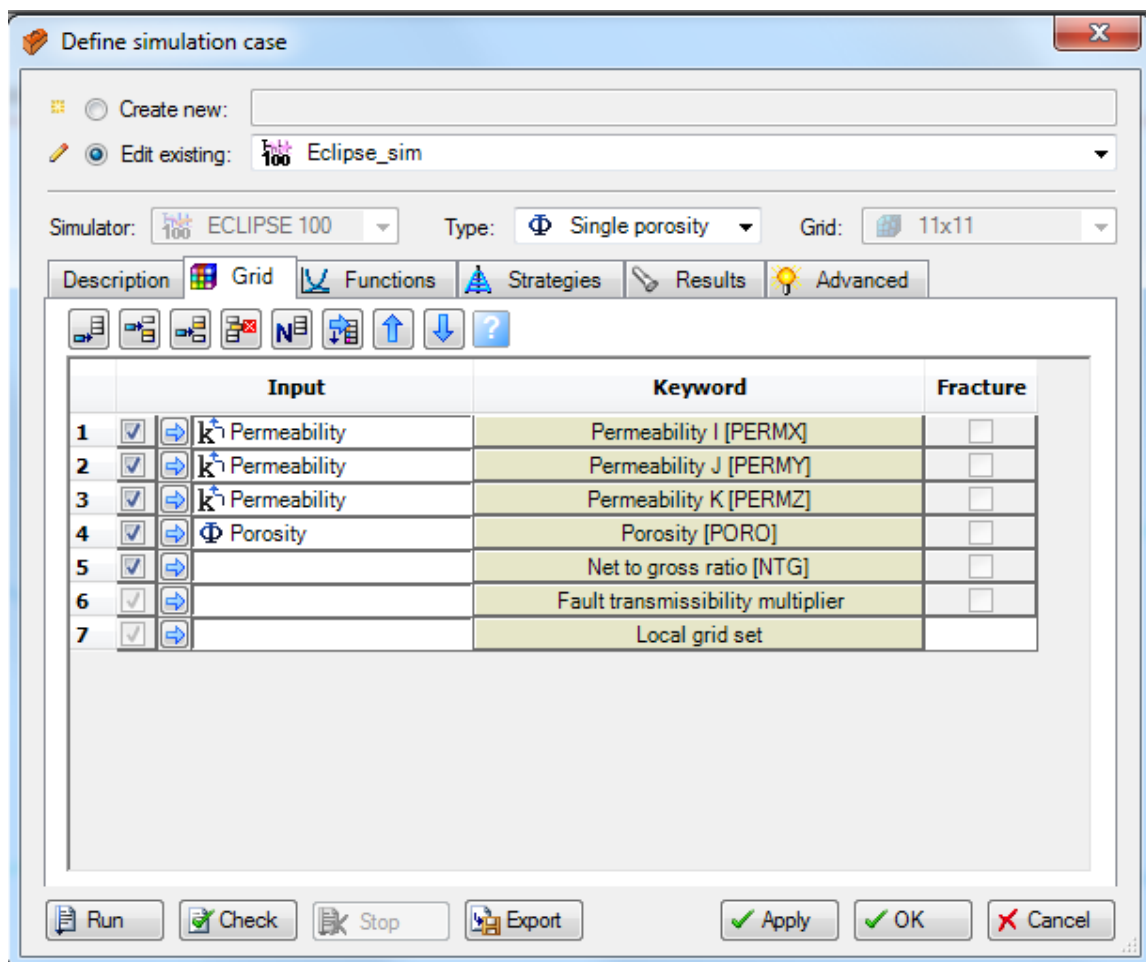 Define simulation case
Create new:
Edit existing: 100 Eclipse_sim
Simulator: 100 ECLIPSE 100 Type: Φ Single porosity Grid: 11x11
Description Grid Functions Strategies Results Advanced
N ?
Input Keyword Fracture
1 k Permeability Permeability I [PERMX]
2 k Permeability Permeability J [PERMY]
3 k Permeability Permeability K [PERMZ]
4 Φ Porosity Porosity [PORO]
5 Net to gross ratio [NTG]
6 Fault transmissibility multiplier
7 Local grid set
Run Check Stop Export Apply OK Cancel